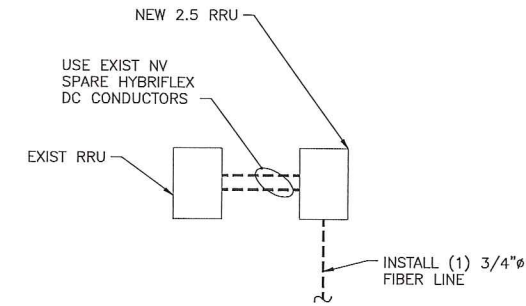 NEW 2.5 RRU
USE EXIST NV
SPARE HYBRIFLEX
DC CONDUCTORS
EXIST RRU
INSTALL (1) 3/4"ø
FIBER LINE